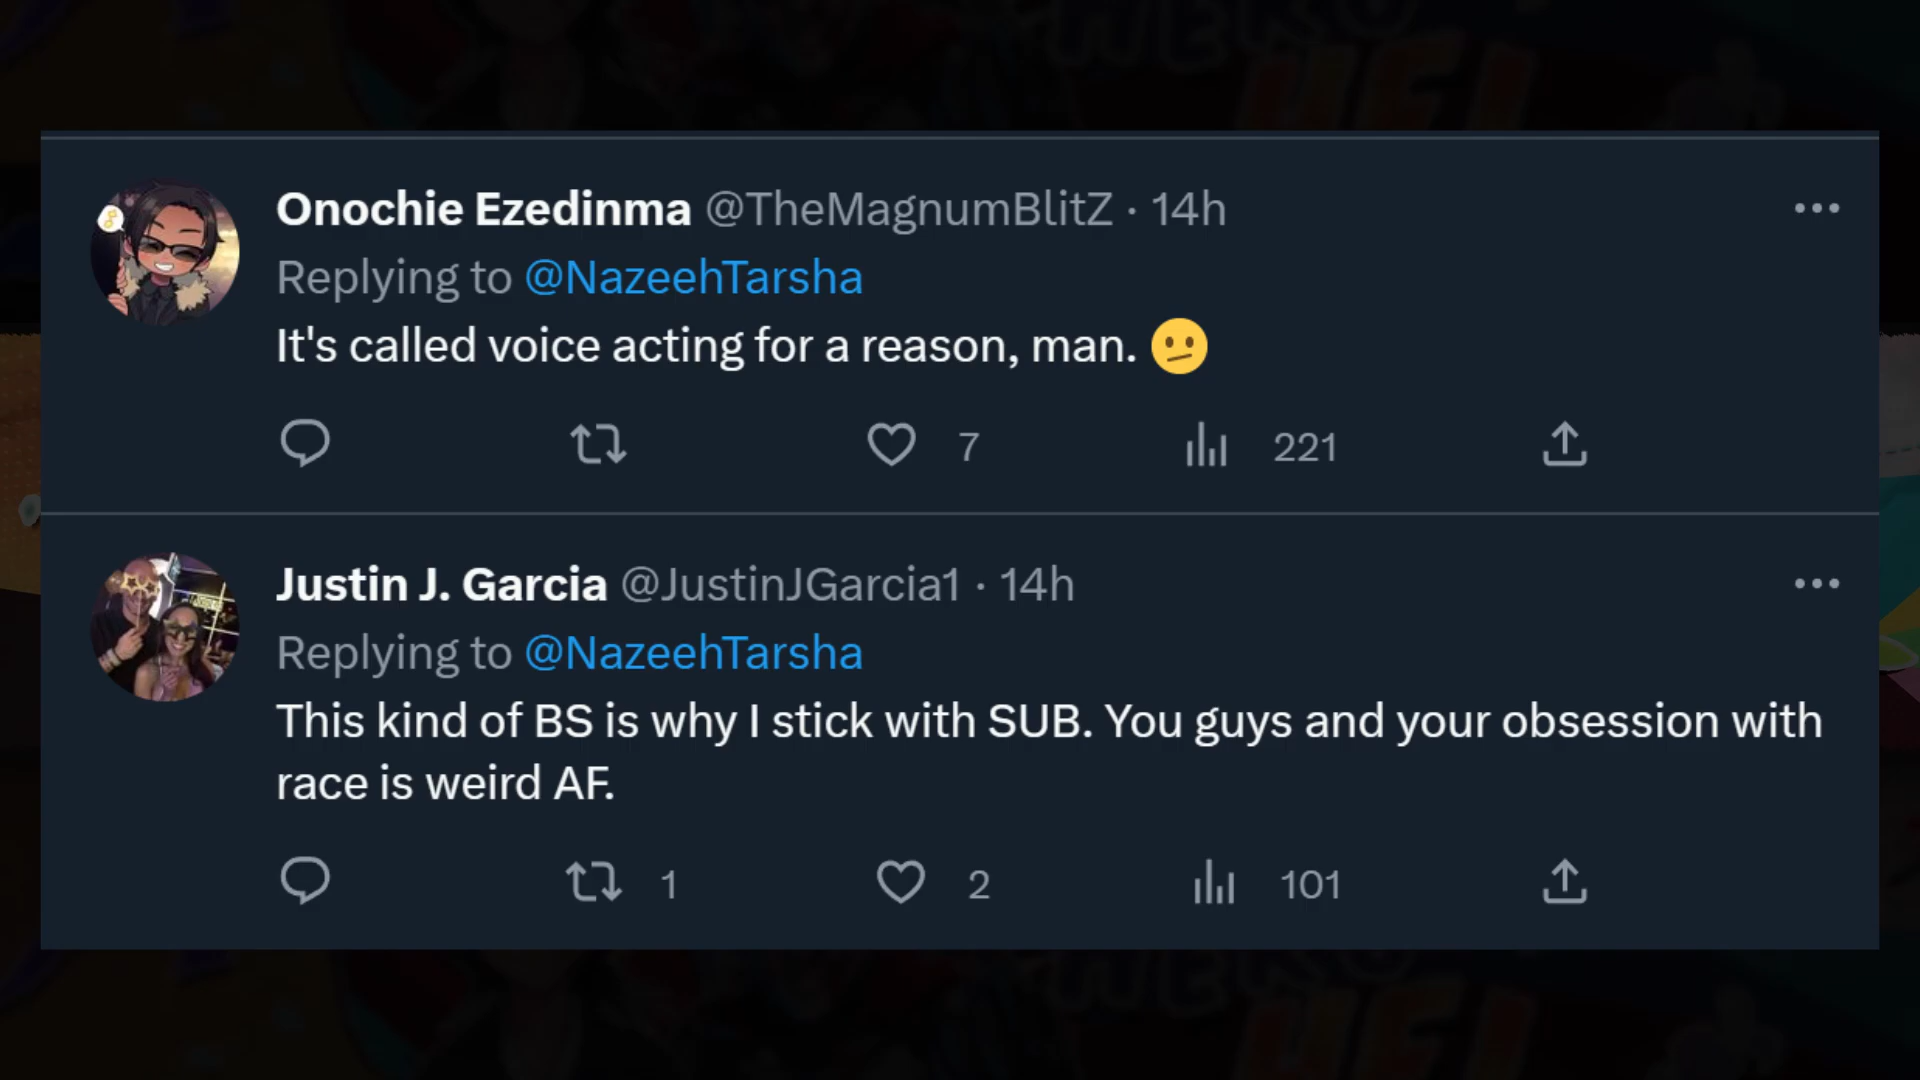 Onochie Ezedinma @TheMagnumBlitZ · 14h
Replying to @NazeehTarsha
It's called voice acting for a reason, man. 🫤
7 221
Justin J. Garcia @JustinJGarcia1 · 14h
Replying to @NazeehTarsha
This kind of BS is why I stick with SUB. You guys and your obsession with
race is weird AF.
1 2 101